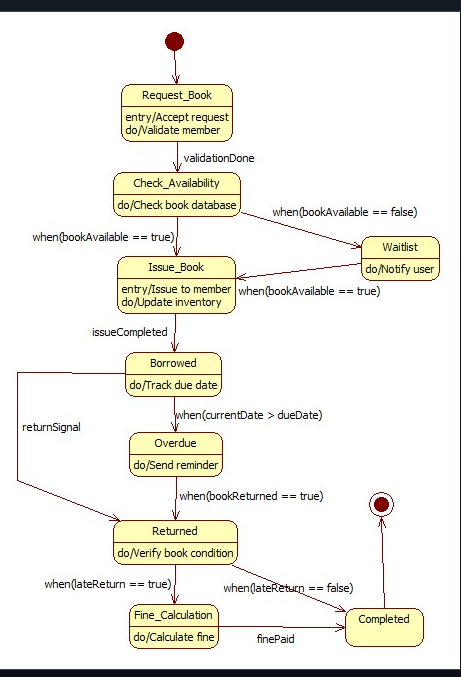 Request_Book
entry/Accept request
do/Validate member
validationDone
Check_Availability
do/Check book database
when(bookAvailable == false)
when(bookAvailable == true)
Waitlist
do/Notify user
Issue_Book
entry/Issue to member
do/Update inventory
when(bookAvailable == true)
issueCompleted
Borrowed
do/Track due date
when(currentDate > dueDate)
returnSignal
Overdue
do/Send reminder
when(bookReturned == true)
Returned
do/Verify book condition
when(lateReturn == true)
when(lateReturn == false)
Fine_Calculation
do/Calculate fine
finePaid
Completed